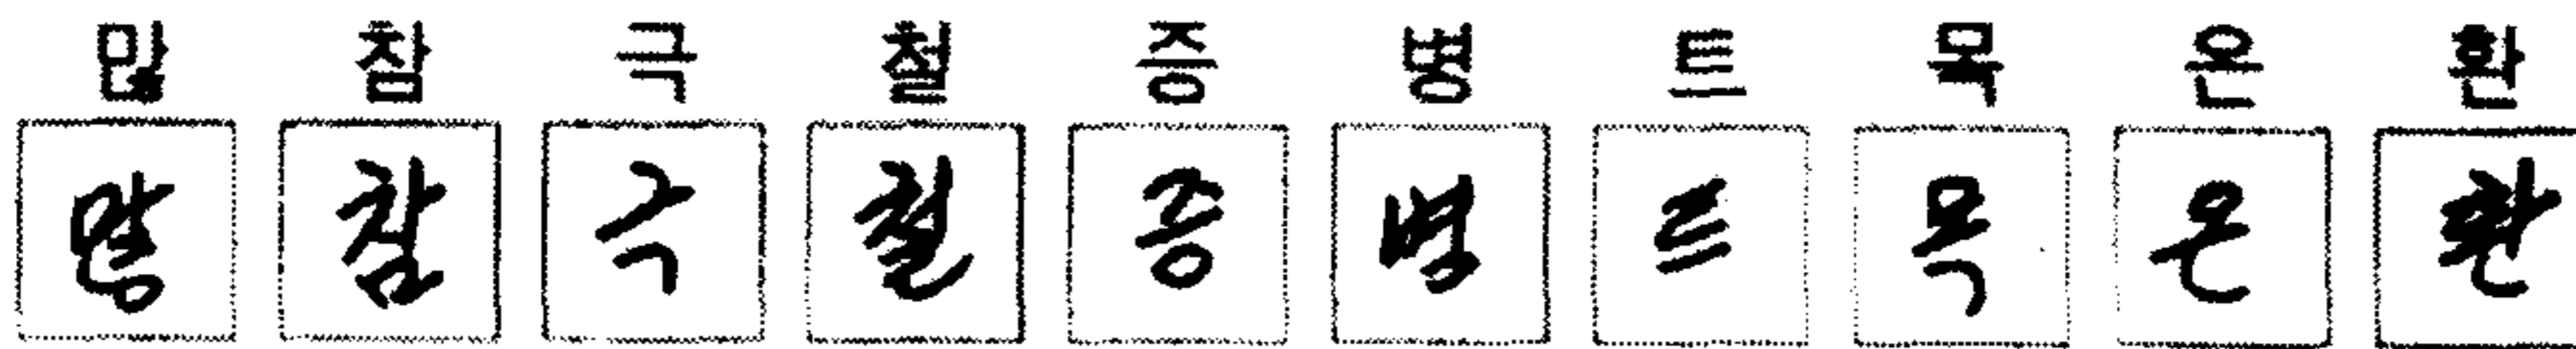 많 참 극 철 증 병 트 목 온 환
많 참 극 철 증 병 트 목 온 환